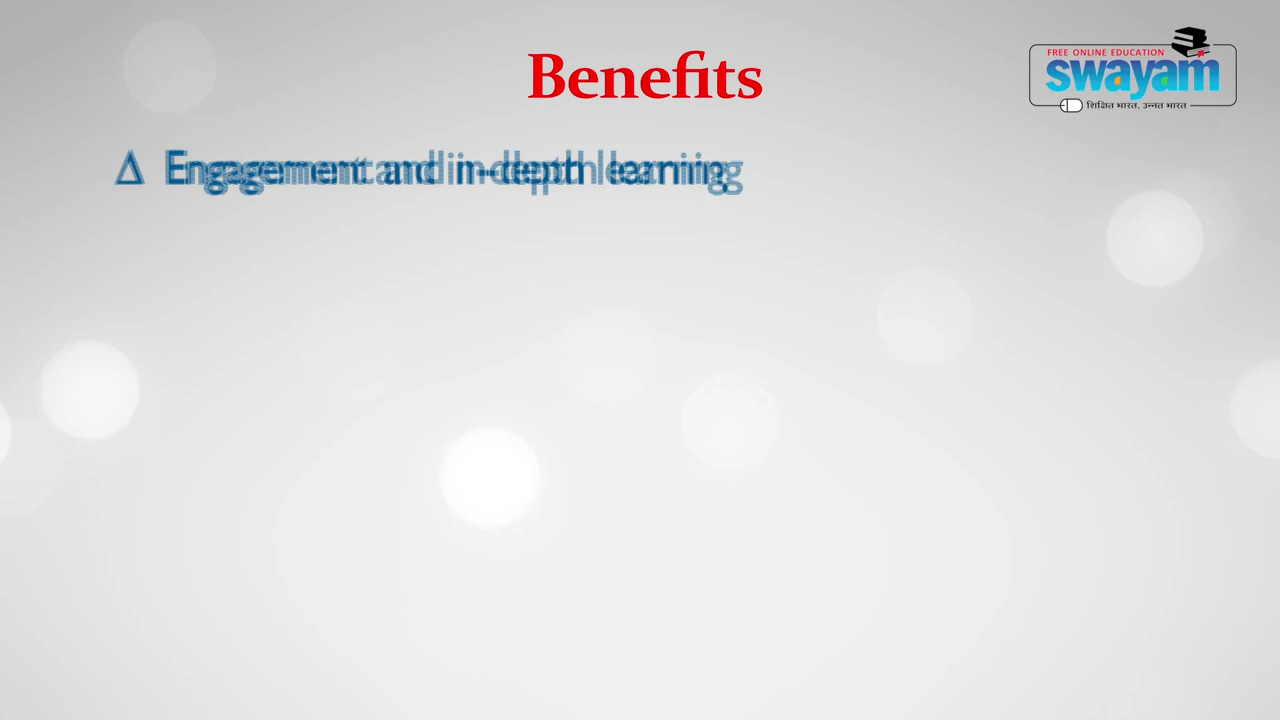 Benefits
FREE ONLINE EDUCATION
swayam
शिक्षित भारत, उन्नत भारत
Δ Engagement and in-depth learning